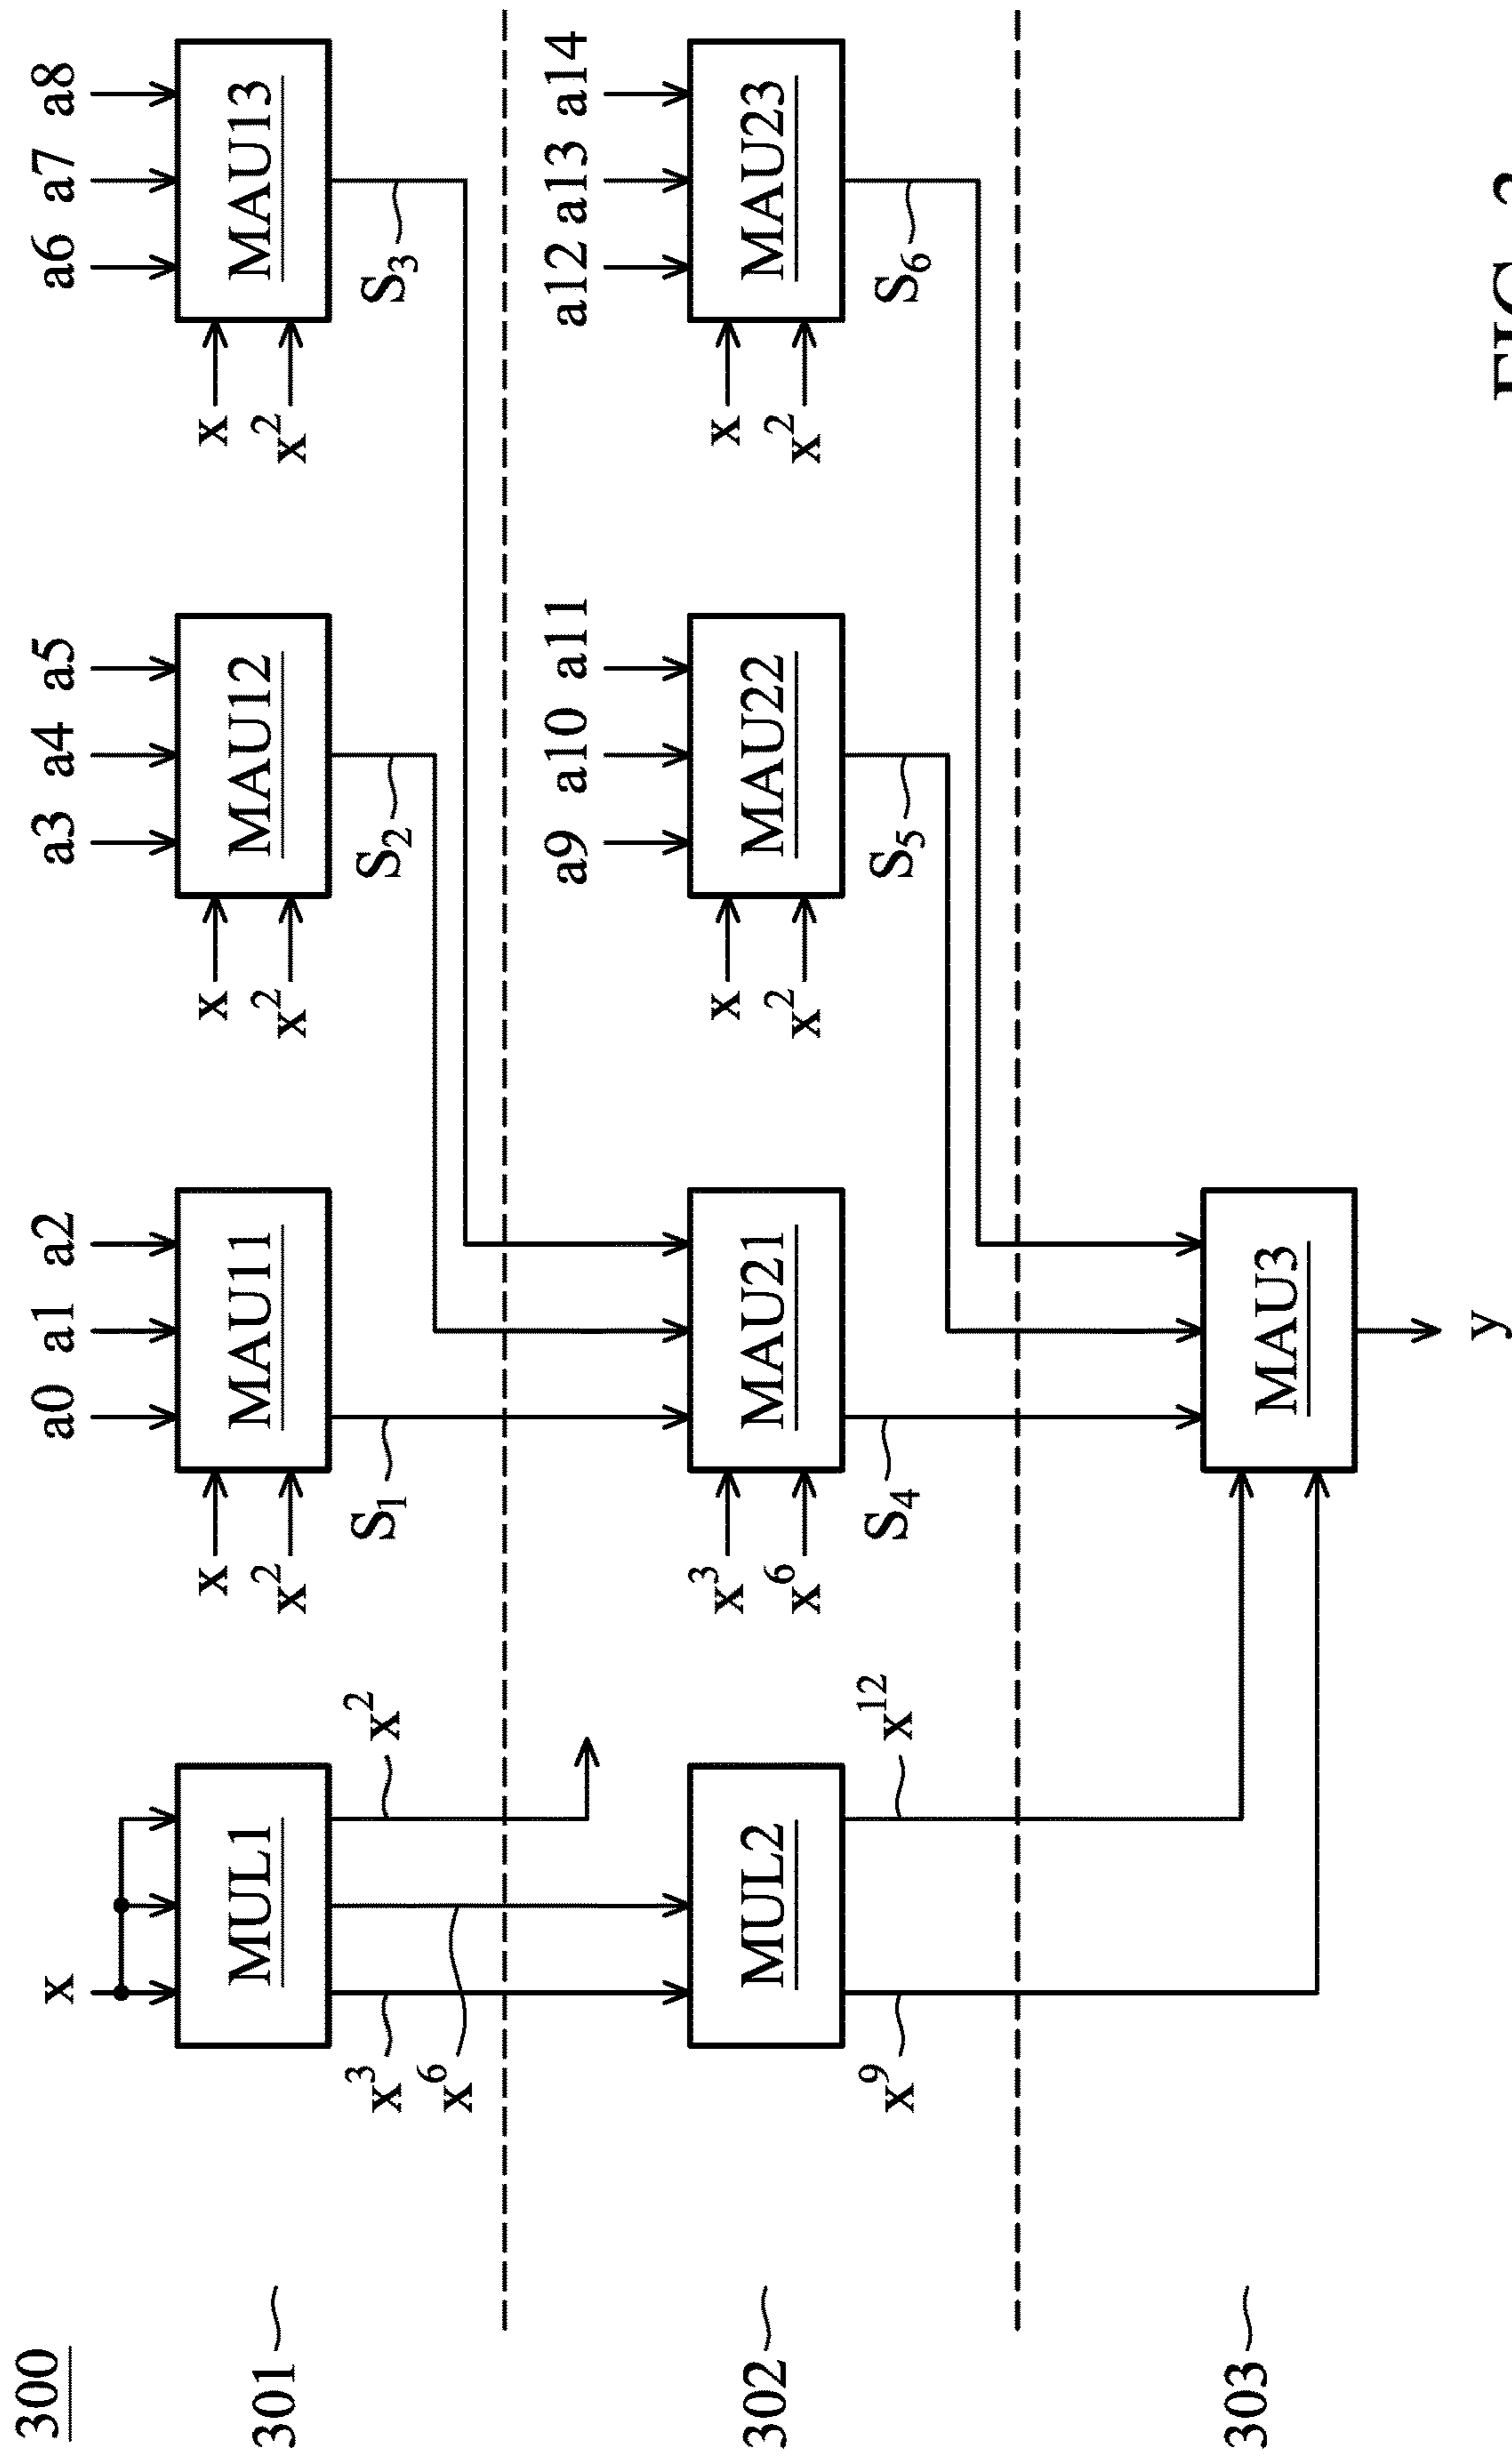 300
x a0 a1 a2 a3 a4 a5 a6 a7 a8
301 MUL1 x MAU11 x MAU12 x MAU13
x² x² x²
x³ x² S₁ S₂ S₃
x⁶
a9 a10 a11 a12 a13 a14
302 MUL2 x³ MAU21 x MAU22 x MAU23
x⁶ x² x²
x⁹ x¹² S₄ S₅ S₆
303 MAU3
y
FIG